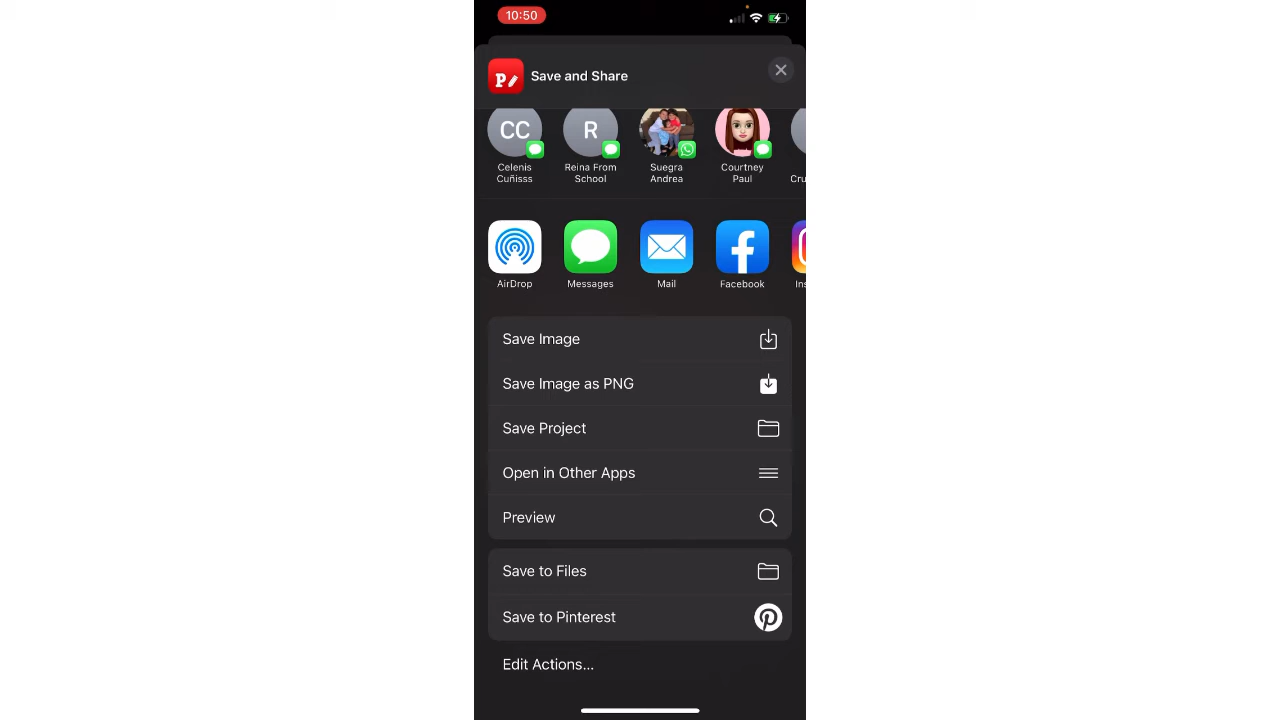 10:50
P
Save and Share
CC
R
Celenis
Cuñisss
Reina From
School
Suegra
Andrea
Courtney
Paul
Cru
AirDrop
Messages
Mail
Facebook
Ins
Save Image
Save Image as PNG
Save Project
Open in Other Apps
Preview
Save to Files
Save to Pinterest
Edit Actions...